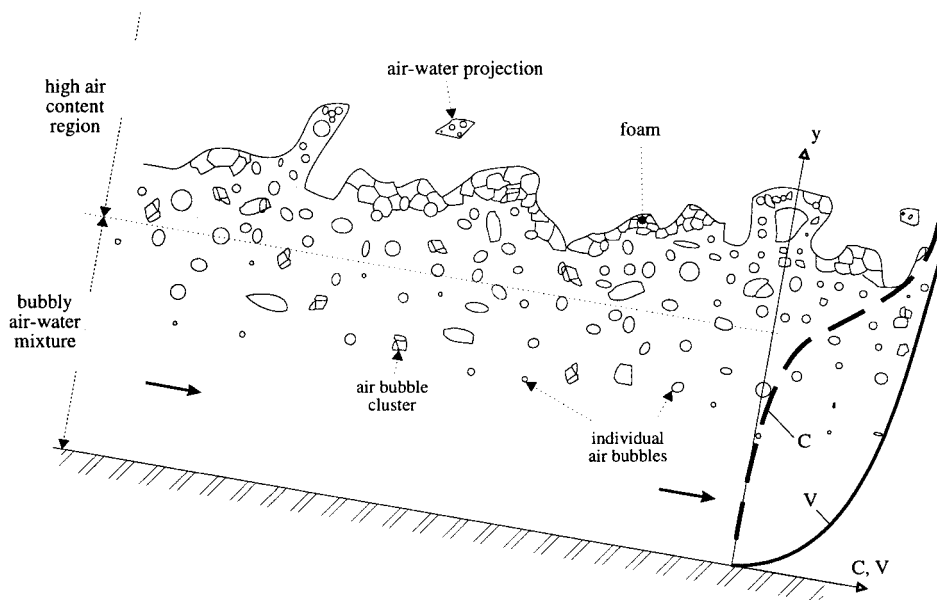 high air
content
region
air-water projection
foam
y
bubbly
air-water
mixture
air bubble
cluster
individual
air bubbles
C
V
C, V